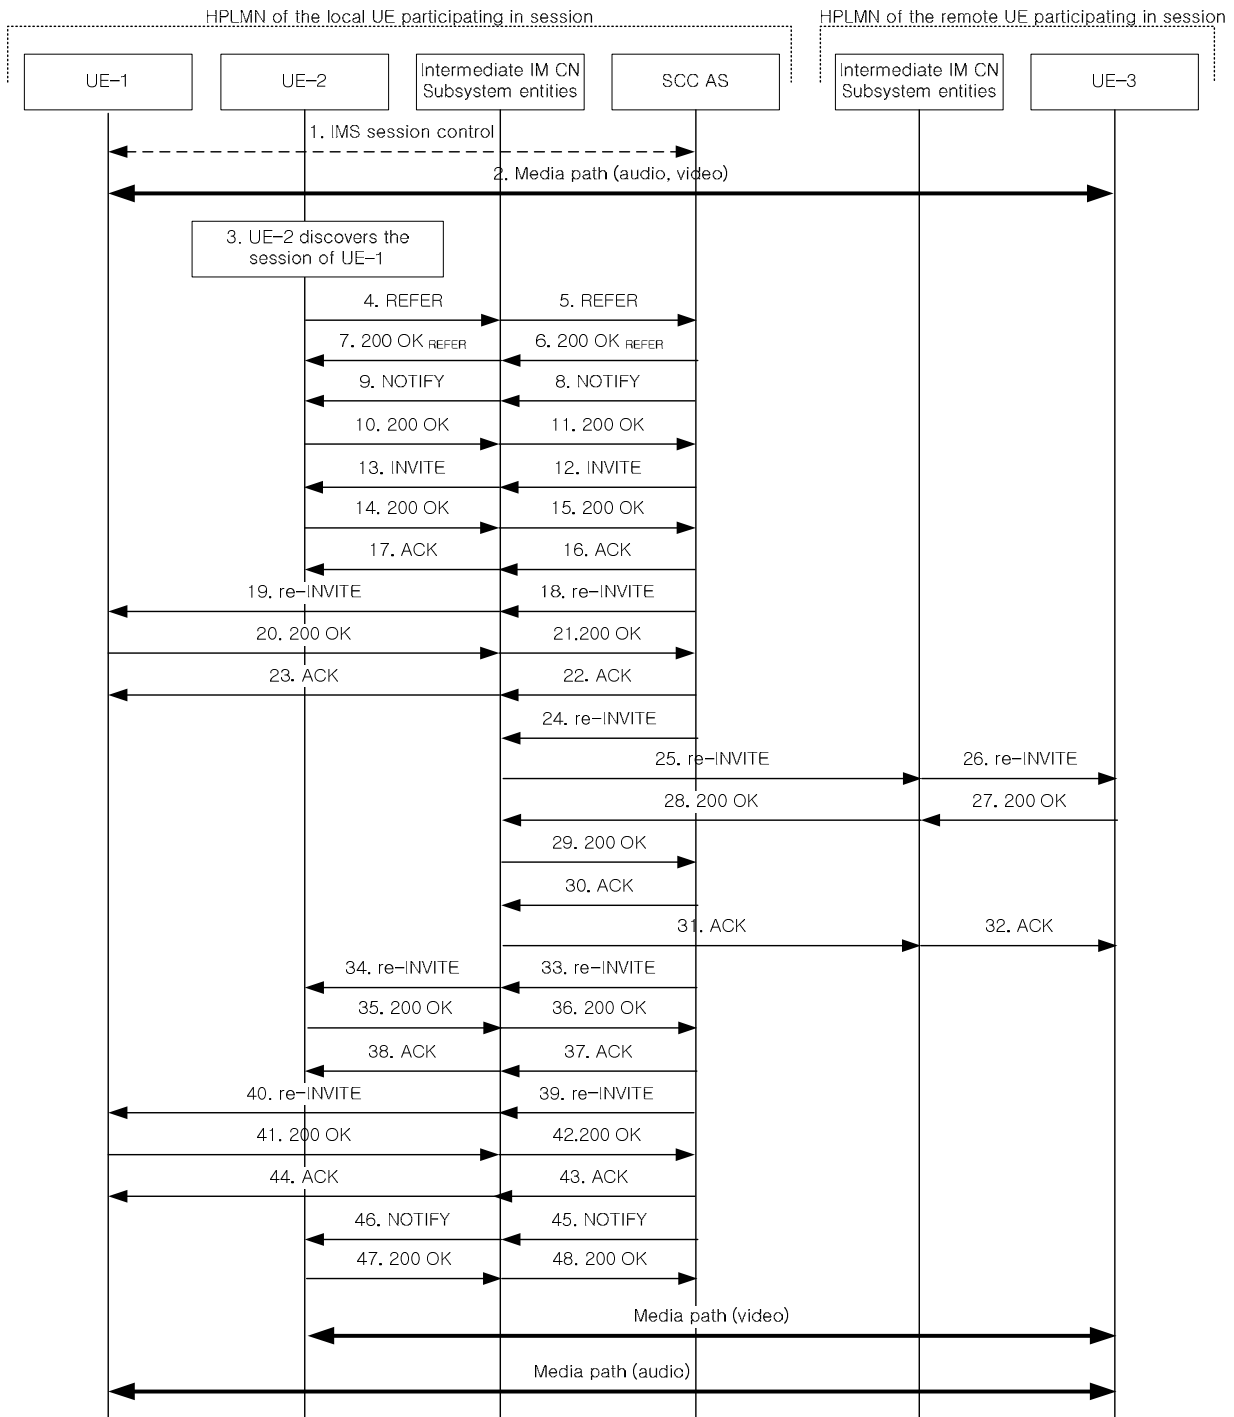 HPLMN of the local UE participating in session
HPLMN of the remote UE participating in session
UE-1
UE-2
Intermediate IM CN
Subsystem entities
SCC AS
Intermediate IM CN
Subsystem entities
UE-3
1. IMS session control
2. Media path (audio, video)
3. UE-2 discovers the
session of UE-1
4. REFER
5. REFER
7. 200 OK REFER
6. 200 OK REFER
9. NOTIFY
8. NOTIFY
10. 200 OK
11. 200 OK
13. INVITE
12. INVITE
14. 200 OK
15. 200 OK
17. ACK
16. ACK
19. re-INVITE
18. re-INVITE
20. 200 OK
21.200 OK
23. ACK
22. ACK
24. re-INVITE
25. re-INVITE
26. re-INVITE
28. 200 OK
27. 200 OK
29. 200 OK
30. ACK
31. ACK
32. ACK
34. re-INVITE
33. re-INVITE
35. 200 OK
36. 200 OK
38. ACK
37. ACK
40. re-INVITE
39. re-INVITE
41. 200 OK
42.200 OK
44. ACK
43. ACK
46. NOTIFY
45. NOTIFY
47. 200 OK
48. 200 OK
Media path (video)
Media path (audio)